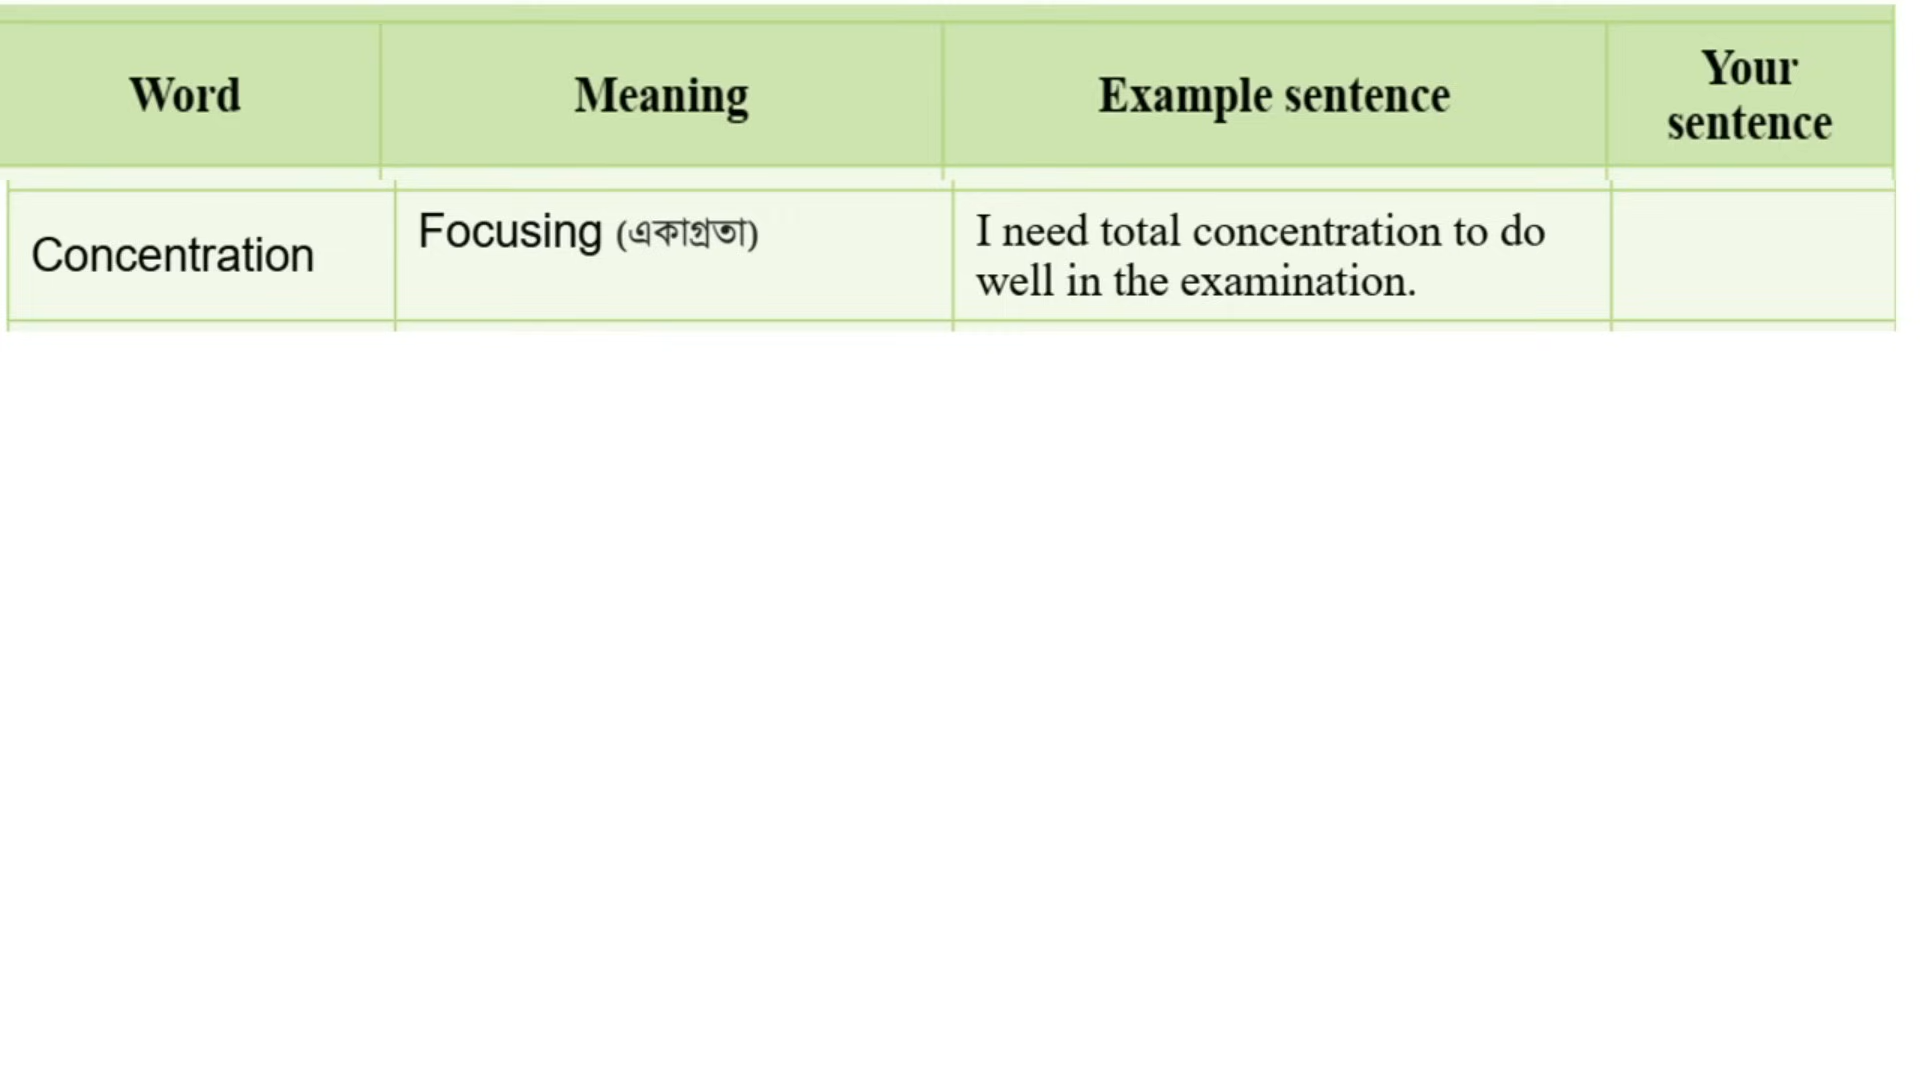 Word
Meaning
Example sentence
Your
sentence
Concentration
Focusing (একাগ্রতা)
I need total concentration to do
well in the examination.